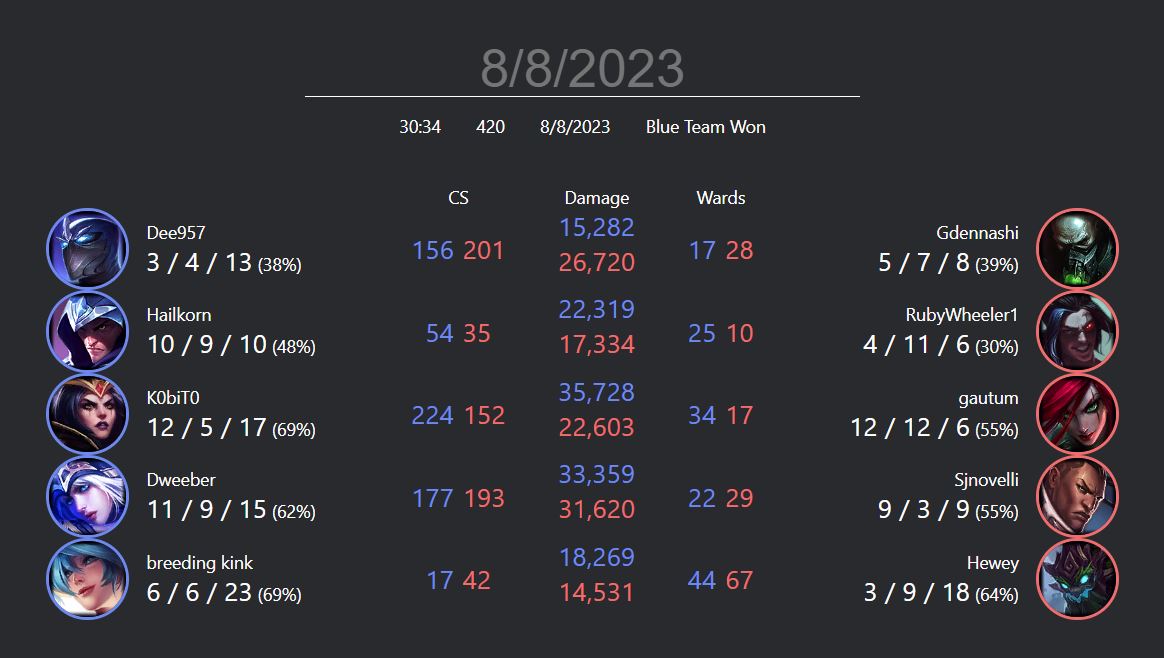 8/8/2023
30:34 420 8/8/2023 Blue Team Won
CS Damage Wards
Dee957
3 / 4 / 13 (38%)
156 201
15,282
26,720
17 28
Gdennashi
5 / 7 / 8 (39%)
Hailkorn
10 / 9 / 10 (48%)
54 35
22,319
17,334
25 10
RubyWheeler1
4 / 11 / 6 (30%)
K0biT0
12 / 5 / 17 (69%)
224 152
35,728
22,603
34 17
gautum
12 / 12 / 6 (55%)
Dweeber
11 / 9 / 15 (62%)
177 193
33,359
31,620
22 29
Sjnovelli
9 / 3 / 9 (55%)
breeding kink
6 / 6 / 23 (69%)
17 42
18,269
14,531
44 67
Hewey
3 / 9 / 18 (64%)